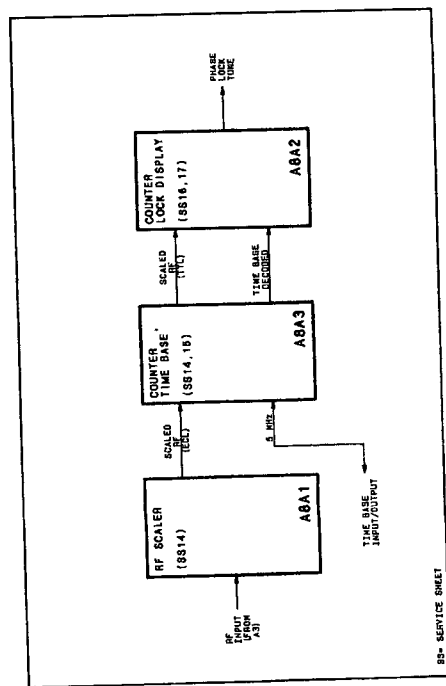 RF
INPUT
(FROM
A3)
RF SCALER
(SS14)
A8A1
SCALED
RF
(ECL)
5 MHz
TIME BASE
INPUT/OUTPUT
COUNTER
TIME BASE'
(SS14,15)
A8A3
SCALED
RF
(TTL)
TIME BASE
DECODED
COUNTER
LOCK DISPLAY
(SS16,17)
A8A2
PHASE
LOCK
TUNE
SS= SERVICE SHEET